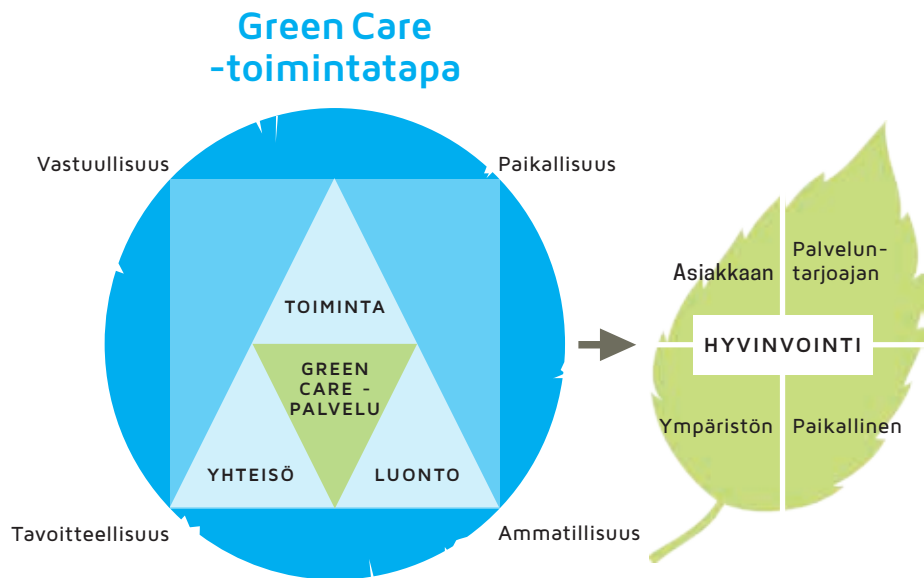 Green Care
-toimintatapa
Vastuullisuus
Paikallisuus
TOIMINTA
GREEN
CARE -
PALVELU
YHTEISÖ
LUONTO
Tavoitteellisuus
Ammatillisuus
Asiakkaan
Palvelun-
tarjoajan
HYVINVOINTI
Ympäristön
Paikallinen